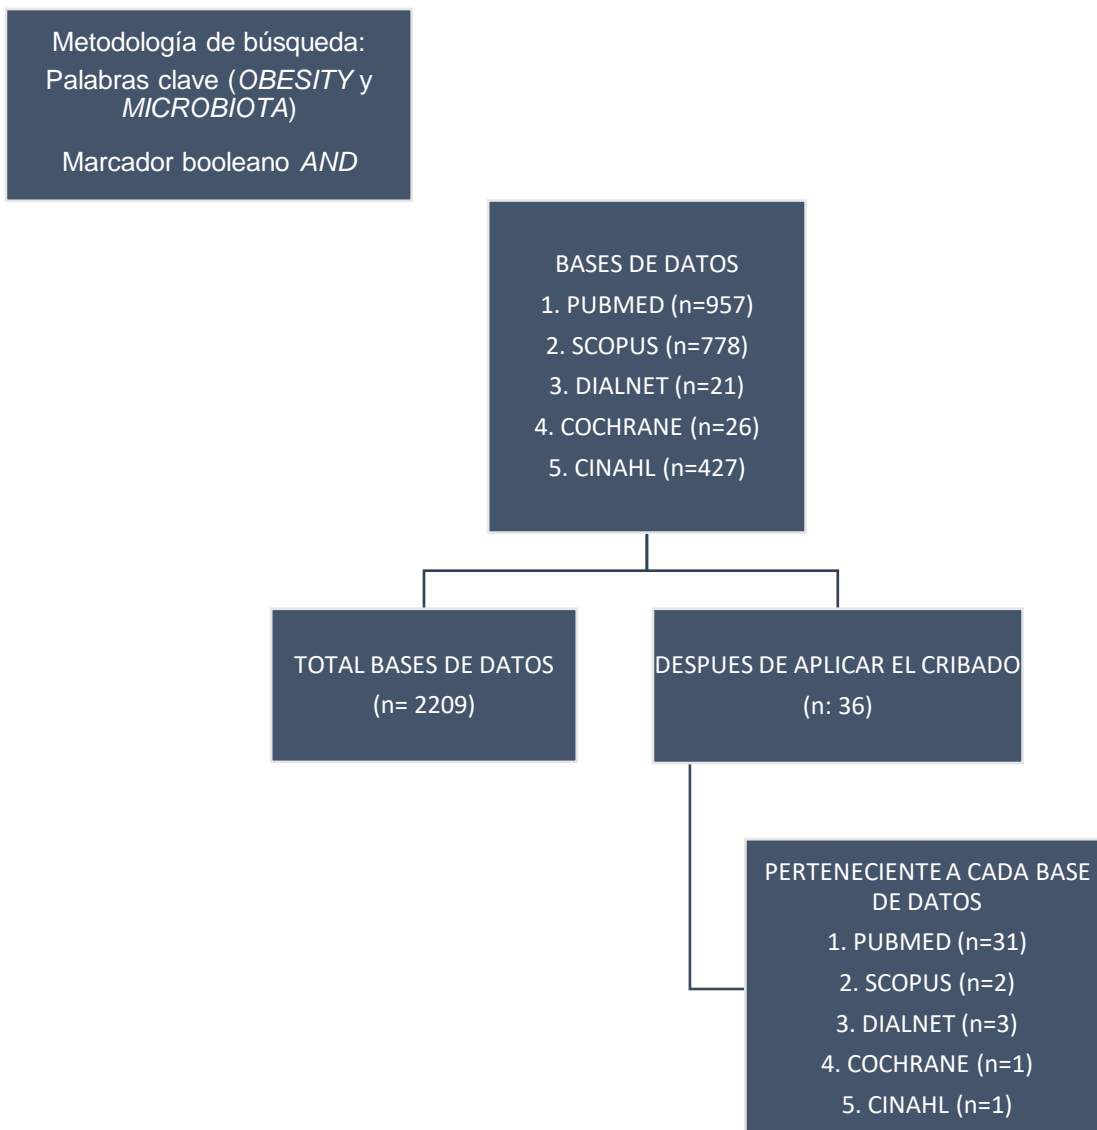 Metodología de búsqueda:
Palabras clave (OBESITY y
MICROBIOTA)
Marcador booleano AND
BASES DE DATOS
1. PUBMED (n=957)
2. SCOPUS (n=778)
3. DIALNET (n=21)
4. COCHRANE (n=26)
5. CINAHL (n=427)
TOTAL BASES DE DATOS
(n= 2209)
DESPUES DE APLICAR EL CRIBADO
(n: 36)
PERTENECIENTE A CADA BASE
DE DATOS
1. PUBMED (n=31)
2. SCOPUS (n=2)
3. DIALNET (n=3)
4. COCHRANE (n=1)
5. CINAHL (n=1)